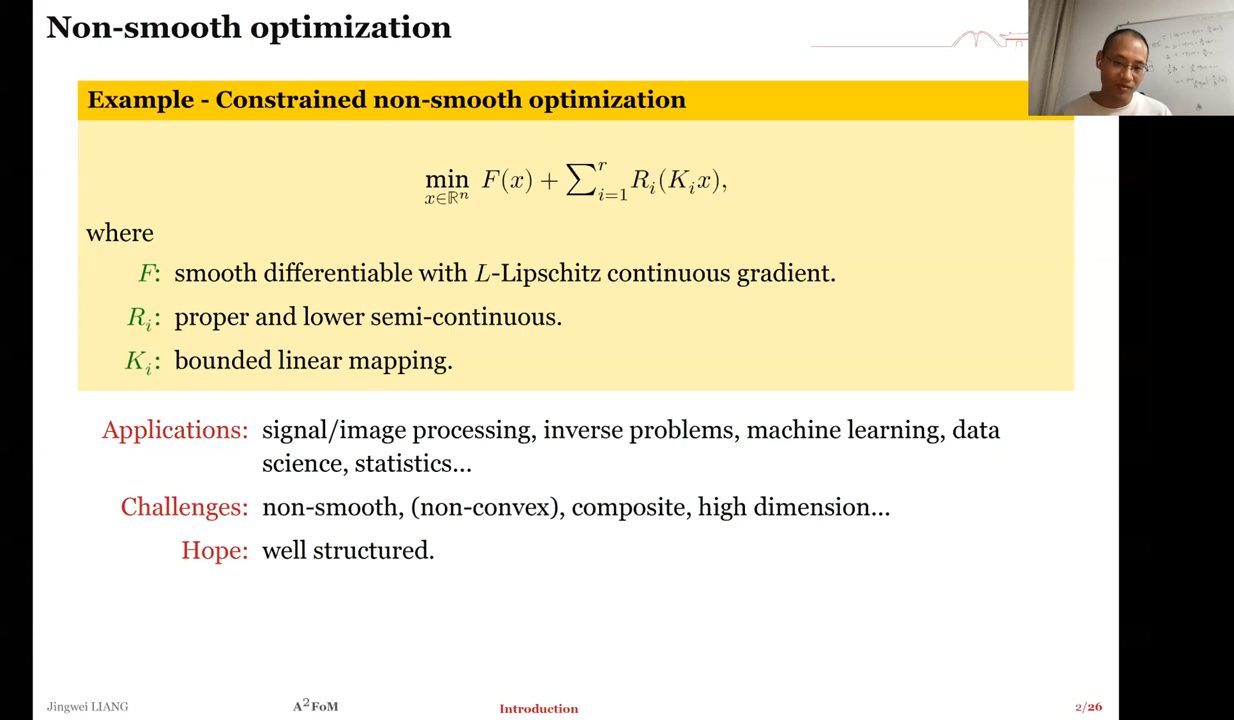 Non-smooth optimization
Example - Constrained non-smooth optimization
min_{x∈ℝⁿ} F(x) + ∑_{i=1}^{r} R_i(K_i x),
where
F: smooth differentiable with L-Lipschitz continuous gradient.
R_i: proper and lower semi-continuous.
K_i: bounded linear mapping.
Applications: signal/image processing, inverse problems, machine learning, data
science, statistics...
Challenges: non-smooth, (non-convex), composite, high dimension...
Hope: well structured.
Jingwei LIANG A²FoM Introduction 2/26